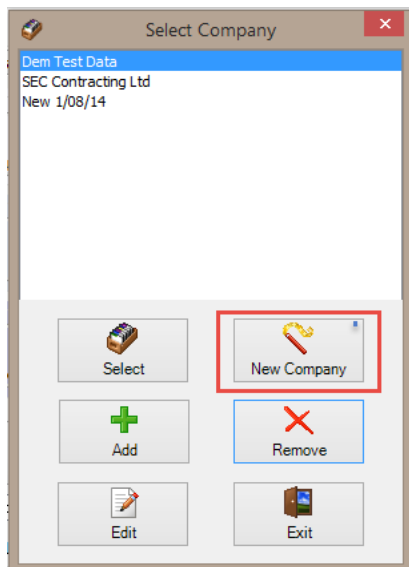 Select Company
Dem Test Data
SEC Contracting Ltd
New 1/08/14
Select
New Company
Add
Remove
Edit
Exit